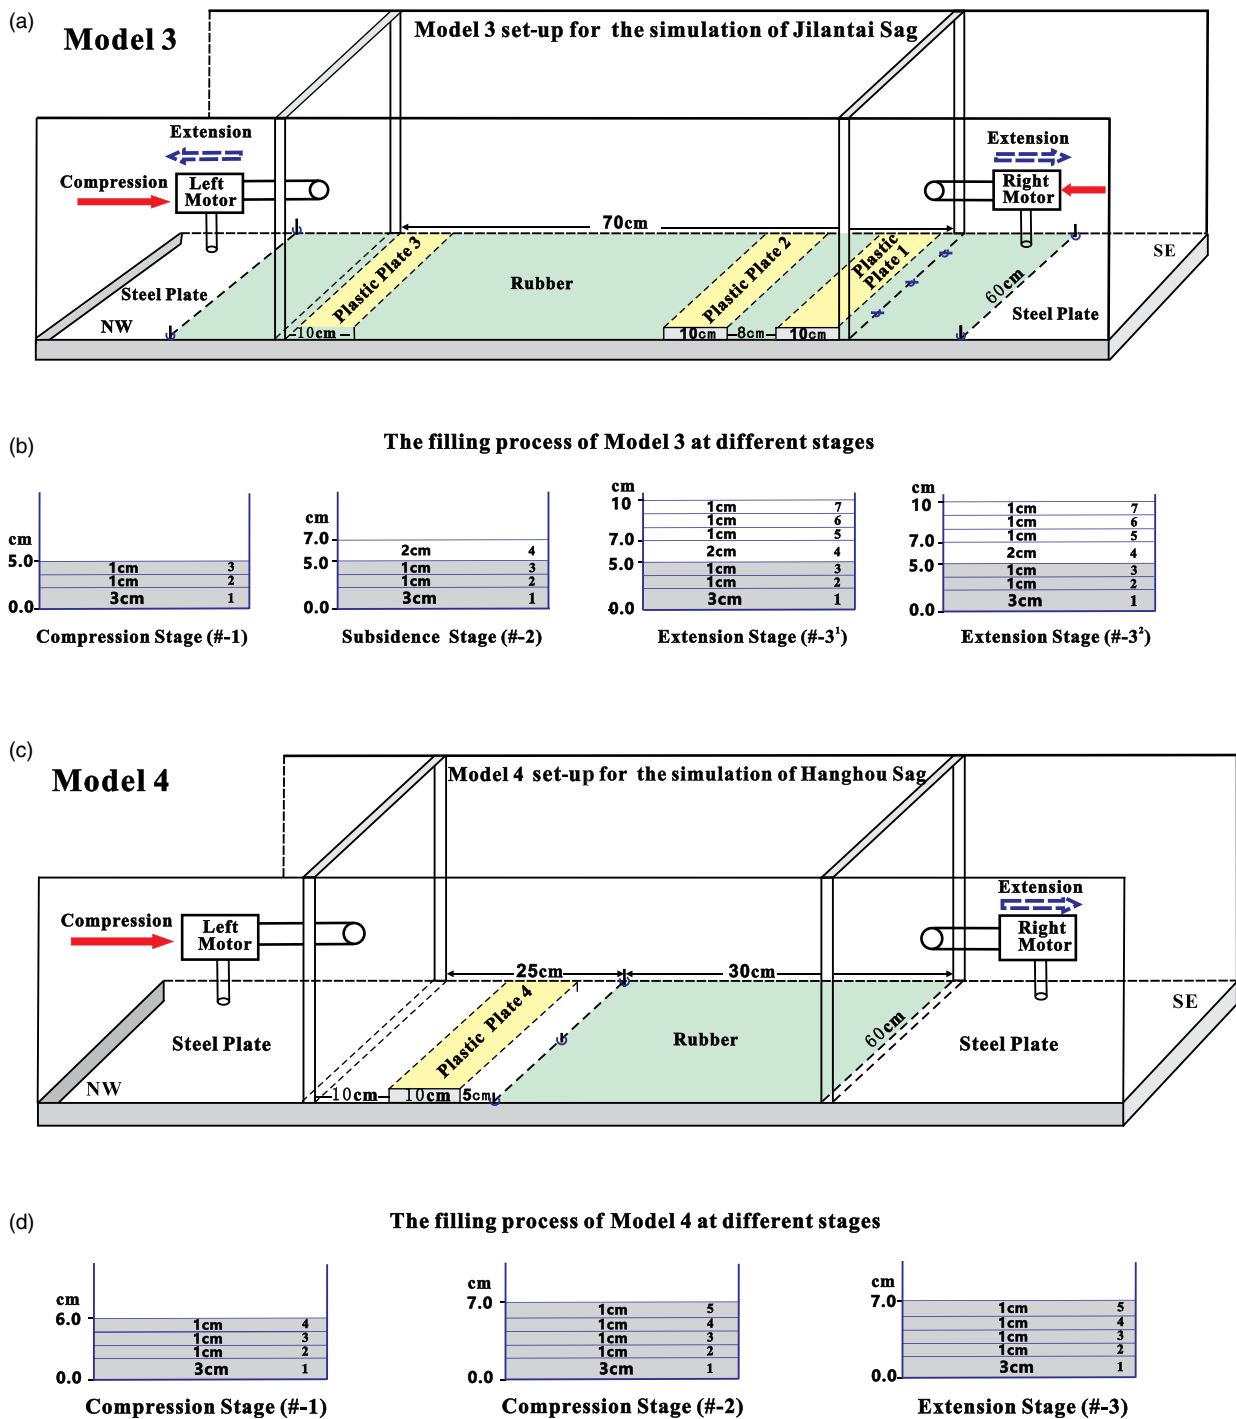 (a)
Model 3
Model 3 set-up for the simulation of Jilantai Sag
Extension
Extension
Compression
Left
Motor
Right
Motor
70cm
Plastic Plate 3
Plastic Plate 2
Plastic
Plate 1
Rubber
SE
60cm
Steel Plate
Steel Plate
NW
10cm
10cm
8cm
10cm
(b)
The filling process of Model 3 at different stages
cm
5.0
0.0
1cm 3
1cm 2
3cm 1
Compression Stage (#-1)
cm
7.0
5.0
0.0
2cm 4
1cm 3
1cm 2
3cm 1
Subsidence Stage (#-2)
cm
10
7.0
5.0
0.0
1cm 7
1cm 6
1cm 5
2cm 4
1cm 3
1cm 2
3cm 1
Extension Stage (#-3¹)
cm
10
7.0
5.0
0.0
1cm 7
1cm 6
1cm 5
2cm 4
1cm 3
1cm 2
3cm 1
Extension Stage (#-3²)
(c)
Model 4
Model 4 set-up for the simulation of Hanghou Sag
Compression
Left
Motor
Extension
Right
Motor
25cm
30cm
Plastic Plate 4
Rubber
60cm
Steel Plate
Steel Plate
SE
NW
10cm
10cm
5cm
(d)
The filling process of Model 4 at different stages
cm
6.0
0.0
1cm 4
1cm 3
1cm 2
3cm 1
Compression Stage (#-1)
cm
7.0
0.0
1cm 5
1cm 4
1cm 3
1cm 2
3cm 1
Compression Stage (#-2)
cm
7.0
0.0
1cm 5
1cm 4
1cm 3
1cm 2
3cm 1
Extension Stage (#-3)